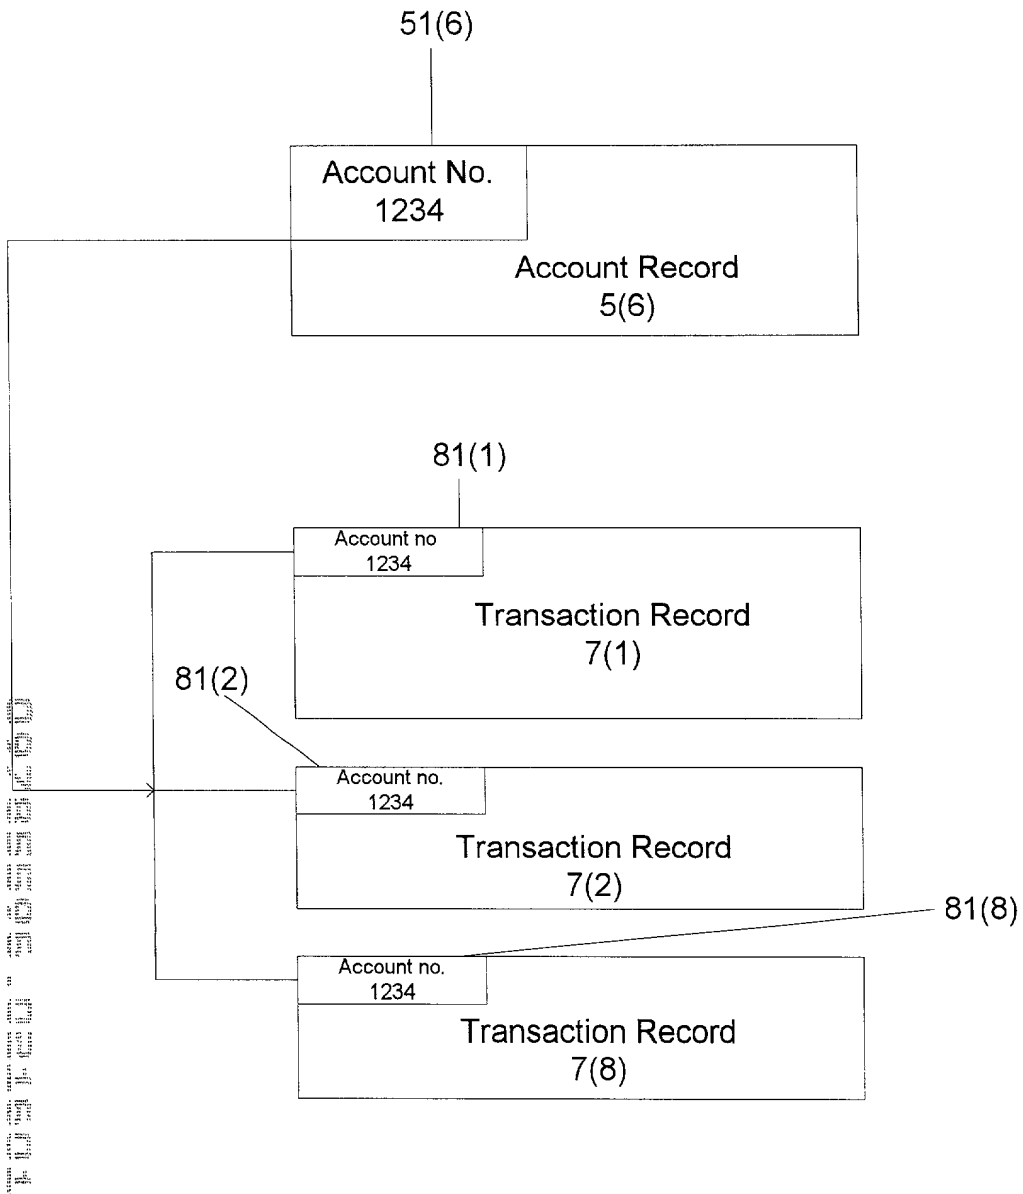 51(6)
Account No.
1234
Account Record
5(6)
81(1)
Account no
1234
Transaction Record
7(1)
81(2)
Account no.
1234
Transaction Record
7(2)
81(8)
Account no.
1234
Transaction Record
7(8)